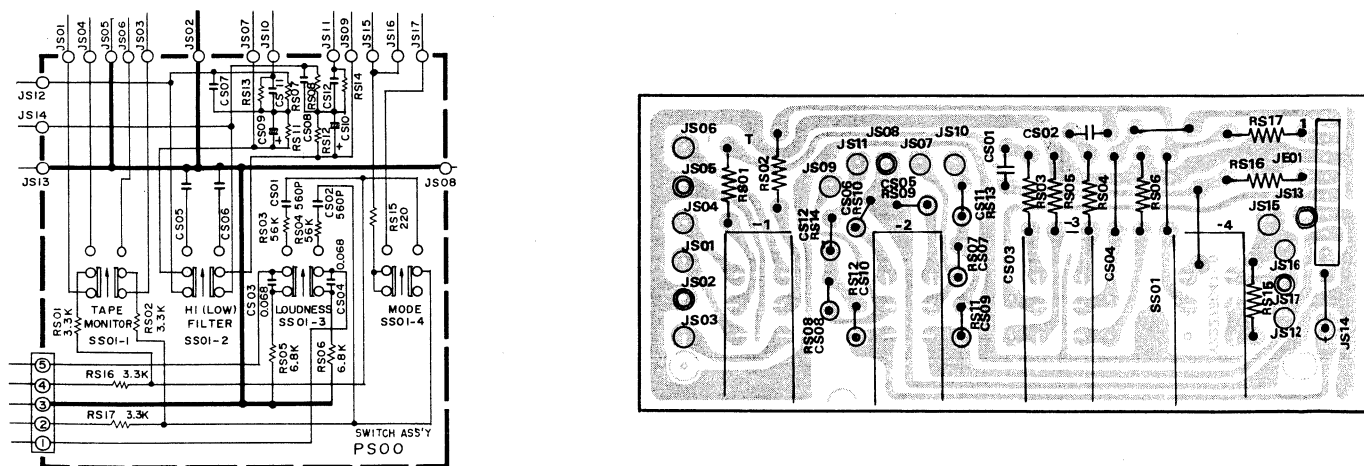 JS01
JS04
JS05
JS06
JS03
JS02
JS07
JS10
JS11
JS09
JS15
JS16
JS17
JS12
JS14
JS13
JS08
CS07
RS13
CS11
RS07
RS08
CS12
RS14
CS09
RS11
CS08
RS12
CS10
+
+
CS05
CS06
CS01
560P
CS02
560P
RS03
56K
RS04
56K
RS15
220
CS03
0.068
0.068
CS04
RS01
3.3K
RS02
3.3K
TAPE
MONITOR
SS01-1
HI (LOW)
FILTER
SS01-2
LOUDNESS
SS01-3
MODE
SS01-4
RS05
6.8K
RS06
6.8K
5
4
3
2
1
RS16 3.3K
RS17 3.3K
SWITCH ASS'Y
PS00
JS06
JS05
JS04
JS01
JS02
JS03
T
RS01
RS02
JS11
JS08
JS07
JS10
JS09
CS06
RS10
CS05
RS09
CS12
RS14
CS11
RS13
CS01
CS02
RS03
RS05
RS04
RS06
RS17
RS16
1
JE01
JS13
JS15
-1
-2
-3
-4
RS12
CS10
RS08
CS08
RS07
CS07
RS11
CS09
CS03
CS04
SS01
RS15
JS16
JS17
JS12
JS14